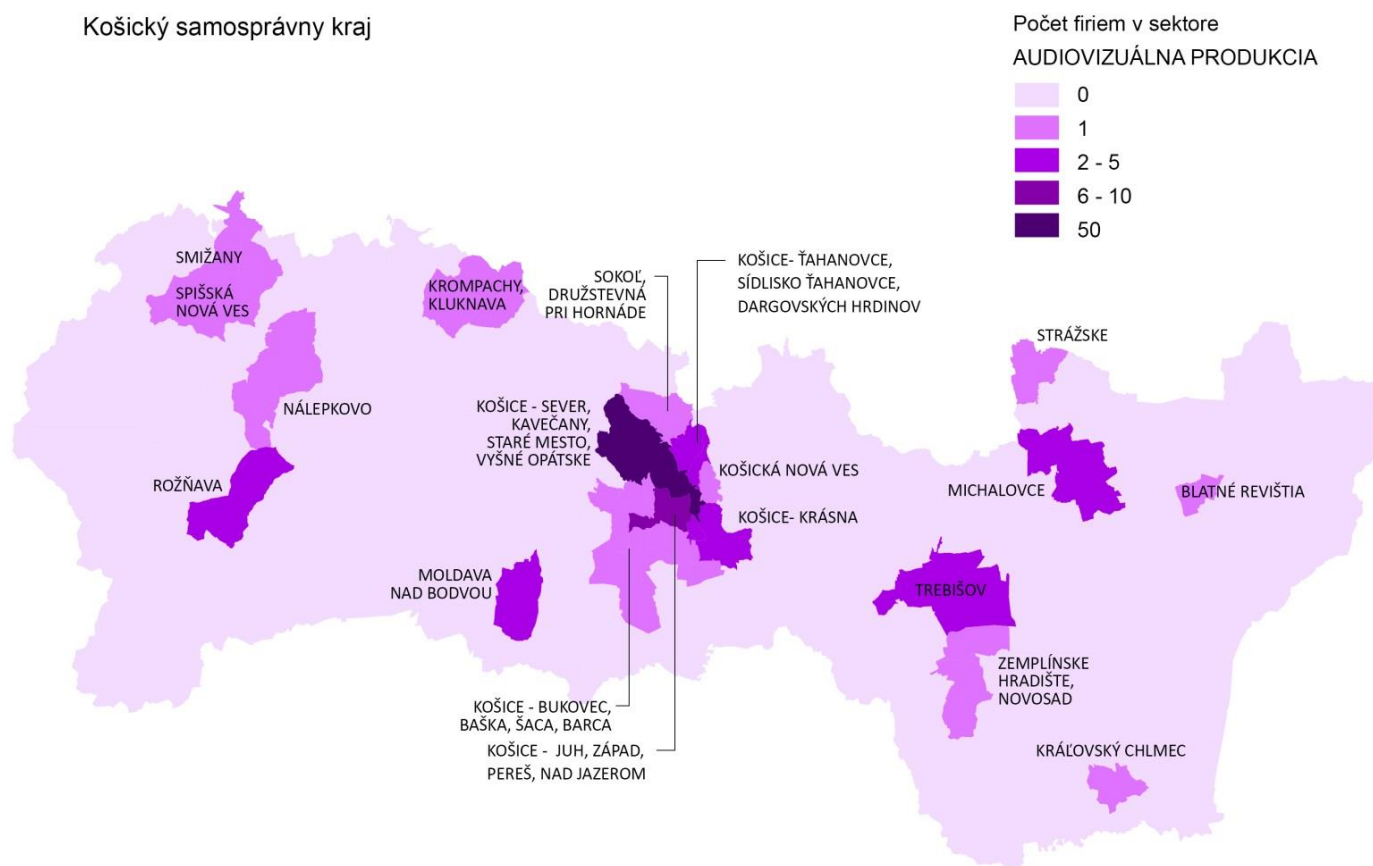 Košický samosprávny kraj
Počet firiem v sektore
AUDIOVIZUÁLNA PRODUKCIA
0
1
2 - 5
6 - 10
50
SMIŽANY
SPIŠSKÁ
NOVÁ VES
KROMPACHY,
KLUKNAVA
SOKOĽ,
DRUŽSTEVNÁ
PRI HORNÁDE
KOŠICE- ŤAHANOVCE,
SÍDLISKO ŤAHANOVCE,
DARGOVSKÝCH HRDINOV
STRÁŽSKE
NÁLEPKOVO
KOŠICE - SEVER,
KAVEČANY,
STARÉ MESTO,
VYŠNÉ OPÁTSKE
KOŠICKÁ NOVÁ VES
ROŽŇAVA
MICHALOVCE
BLATNÉ REVIŠTIA
KOŠICE- KRÁSNA
MOLDAVA
NAD BODVOU
TREBIŠOV
ZEMPLÍNSKE
HRADIŠTE,
NOVOSAD
KOŠICE - BUKOVEC,
BAŠKA, ŠACA, BARCA
KOŠICE - JUH, ZÁPAD,
PEREŠ, NAD JAZEROM
KRÁĽOVSKÝ CHLMEC